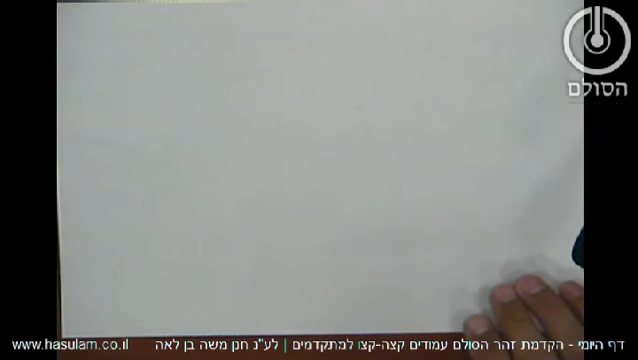 הסולם
דף היומי - הקדמת זהר הסולם עמודים קצה-קצו למתקדמים | לע"נ חנן משה בן לאה www.hasulam.co.il